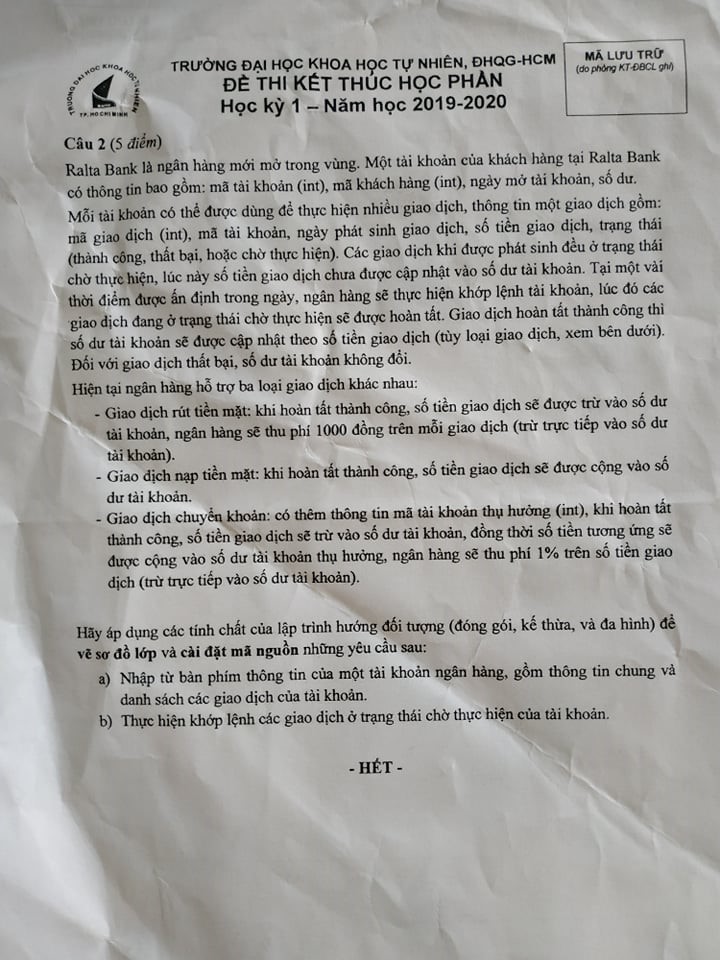 TRƯỜNG ĐẠI HỌC KHOA HỌC TỰ NHIÊN
TP. HO CHI MINH
TRƯỜNG ĐẠI HỌC KHOA HỌC TỰ NHIÊN, ĐHQG-HCM
ĐỀ THI KẾT THÚC HỌC PHẦN
Học kỳ 1 – Năm học 2019-2020
MÃ LƯU TRỮ
(do phòng KT-ĐBCL ghi)
Câu 2 (5 điểm)
Ralta Bank là ngân hàng mới mở trong vùng. Một tài khoản của khách hàng tại Ralta Bank
có thông tin bao gồm: mã tài khoản (int), mã khách hàng (int), ngày mở tài khoản, số dư.
Mỗi tài khoản có thể được dùng để thực hiện nhiều giao dịch, thông tin một giao dịch gồm:
mã giao dịch (int), mã tài khoản, ngày phát sinh giao dịch, số tiền giao dịch, trạng thái
(thành công, thất bại, hoặc chờ thực hiện). Các giao dịch khi được phát sinh đều ở trạng thái
chờ thực hiện, lúc này số tiền giao dịch chưa được cập nhật vào số dư tài khoản. Tại một vài
thời điểm được ấn định trong ngày, ngân hàng sẽ thực hiện khớp lệnh tài khoản, lúc đó các
giao dịch đang ở trạng thái chờ thực hiện sẽ được hoàn tất. Giao dịch hoàn tất thành công thì
số dư tài khoản sẽ được cập nhật theo số tiền giao dịch (tùy loại giao dịch, xem bên dưới).
Đối với giao dịch thất bại, số dư tài khoản không đổi.
Hiện tại ngân hàng hỗ trợ ba loại giao dịch khác nhau:
- Giao dịch rút tiền mặt: khi hoàn tất thành công, số tiền giao dịch sẽ được trừ vào số dư
tài khoản, ngân hàng sẽ thu phí 1000 đồng trên mỗi giao dịch (trừ trực tiếp vào số dư
tài khoản).
- Giao dịch nạp tiền mặt: khi hoàn tất thành công, số tiền giao dịch sẽ được cộng vào số
dư tài khoản.
- Giao dịch chuyển khoản: có thêm thông tin mã tài khoản thụ hưởng (int), khi hoàn tất
thành công, số tiền giao dịch sẽ trừ vào số dư tài khoản, đồng thời số tiền tương ứng sẽ
được cộng vào số dư tài khoản thụ hưởng, ngân hàng sẽ thu phí 1% trên số tiền giao
dịch (trừ trực tiếp vào số dư tài khoản).
Hãy áp dụng các tính chất của lập trình hướng đối tượng (đóng gói, kế thừa, và đa hình) để
vẽ sơ đồ lớp và cài đặt mã nguồn những yêu cầu sau:
a) Nhập từ bàn phím thông tin của một tài khoản ngân hàng, gồm thông tin chung và
danh sách các giao dịch của tài khoản.
b) Thực hiện khớp lệnh các giao dịch ở trạng thái chờ thực hiện của tài khoản.
- HẾT -